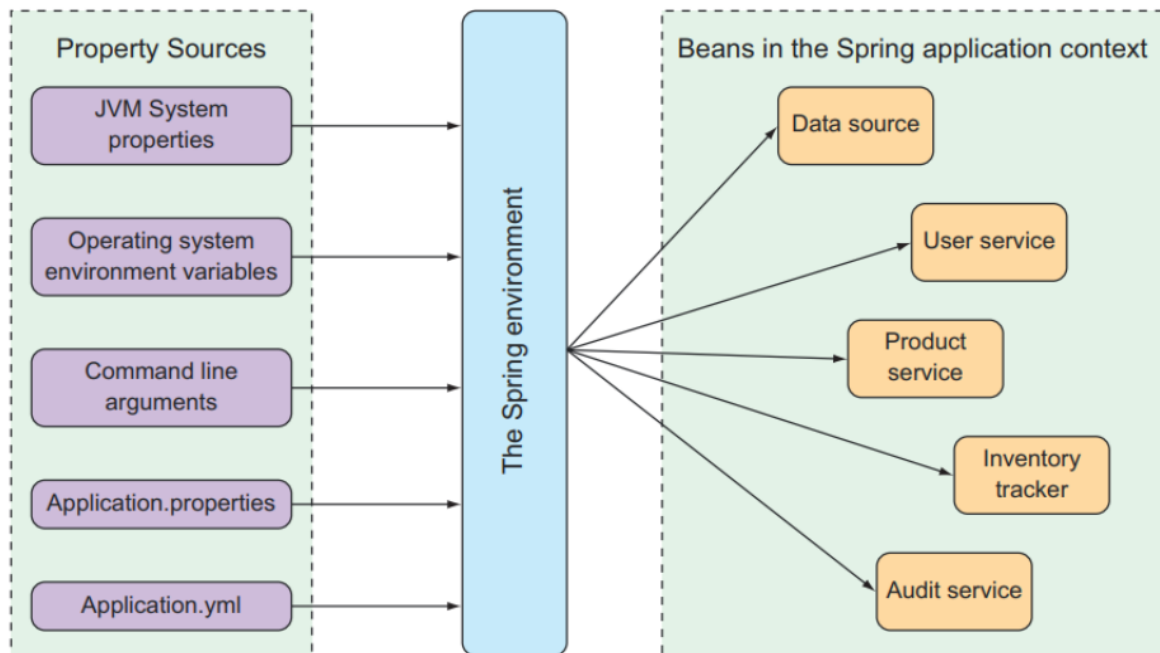 Property Sources
JVM System
properties
Operating system
environment variables
Command line
arguments
Application.properties
Application.yml
The Spring environment
Beans in the Spring application context
Data source
User service
Product
service
Inventory
tracker
Audit service